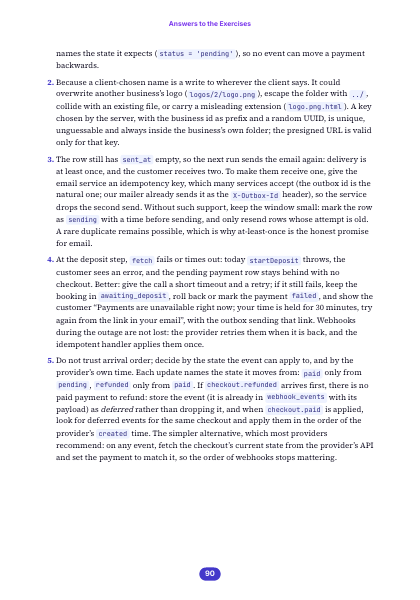 Answers to the Exercises
names the state it expects ( status = 'pending' ), so no event can move a payment
backwards.
2. Because a client-chosen name is a write to wherever the client says. It could
overwrite another business's logo ( logos/2/logo.png ), escape the folder with ../ ,
collide with an existing file, or carry a misleading extension ( logo.png.html ). A key
chosen by the server, with the business id as prefix and a random UUID, is unique,
unguessable and always inside the business's own folder; the presigned URL is valid
only for that key.
3. The row still has sent_at empty, so the next run sends the email again: delivery is
at least once, and the customer receives two. To make them receive one, give the
email service an idempotency key, which many services accept (the outbox id is the
natural one; our mailer already sends it as the X-Outbox-Id header), so the service
drops the second send. Without such support, keep the window small: mark the row
as sending with a time before sending, and only resend rows whose attempt is old.
A rare duplicate remains possible, which is why at-least-once is the honest promise
for email.
4. At the deposit step, fetch fails or times out: today startDeposit throws, the
customer sees an error, and the pending payment row stays behind with no
checkout. Better: give the call a short timeout and a retry; if it still fails, keep the
booking in awaiting_deposit , roll back or mark the payment failed , and show the
customer “Payments are unavailable right now; your time is held for 30 minutes, try
again from the link in your email”, with the outbox sending that link. Webhooks
during the outage are not lost: the provider retries them when it is back, and the
idempotent handler applies them once.
5. Do not trust arrival order; decide by the state the event can apply to, and by the
provider's own time. Each update names the state it moves from: paid only from
pending , refunded only from paid . If checkout.refunded arrives first, there is no
paid payment to refund: store the event (it is already in webhook_events with its
payload) as deferred rather than dropping it, and when checkout.paid is applied,
look for deferred events for the same checkout and apply them in the order of the
provider's created time. The simpler alternative, which most providers
recommend: on any event, fetch the checkout's current state from the provider's API
and set the payment to match it, so the order of webhooks stops mattering.
90